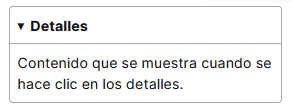 ▾ Detalles
Contenido que se muestra cuando se
hace clic en los detalles.